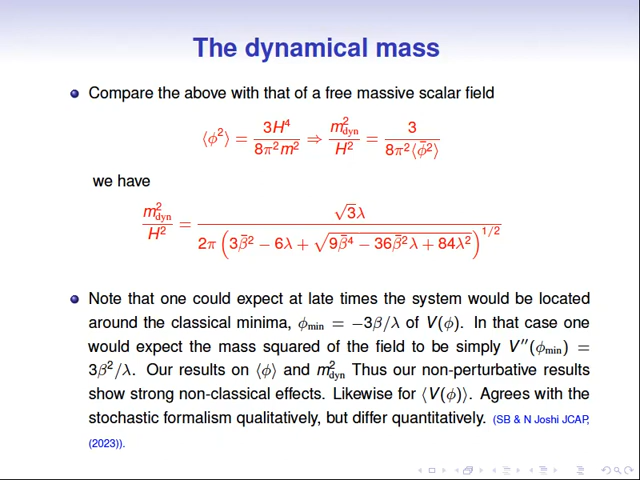 The dynamical mass
Compare the above with that of a free massive scalar field
⟨ϕ²⟩ = 3H⁴ / 8π²m² ⇒ m²_dyn / H² = 3 / 8π²⟨ϕ̄²⟩
we have
m²_dyn / H² = √3λ / 2π (3β̄² − 6λ + √(9β̄⁴ − 36β̄²λ + 84λ²))^1/2
Note that one could expect at late times the system would be located
around the classical minima, ϕ_min = −3β/λ of V(ϕ). In that case one
would expect the mass squared of the field to be simply V′′(ϕ_min) =
3β²/λ. Our results on ⟨ϕ⟩ and m²_dyn Thus our non-perturbative results
show strong non-classical effects. Likewise for ⟨V(ϕ)⟩. Agrees with the
stochastic formalism qualitatively, but differ quantitatively. (SB & N Joshi JCAP,
(2023)).